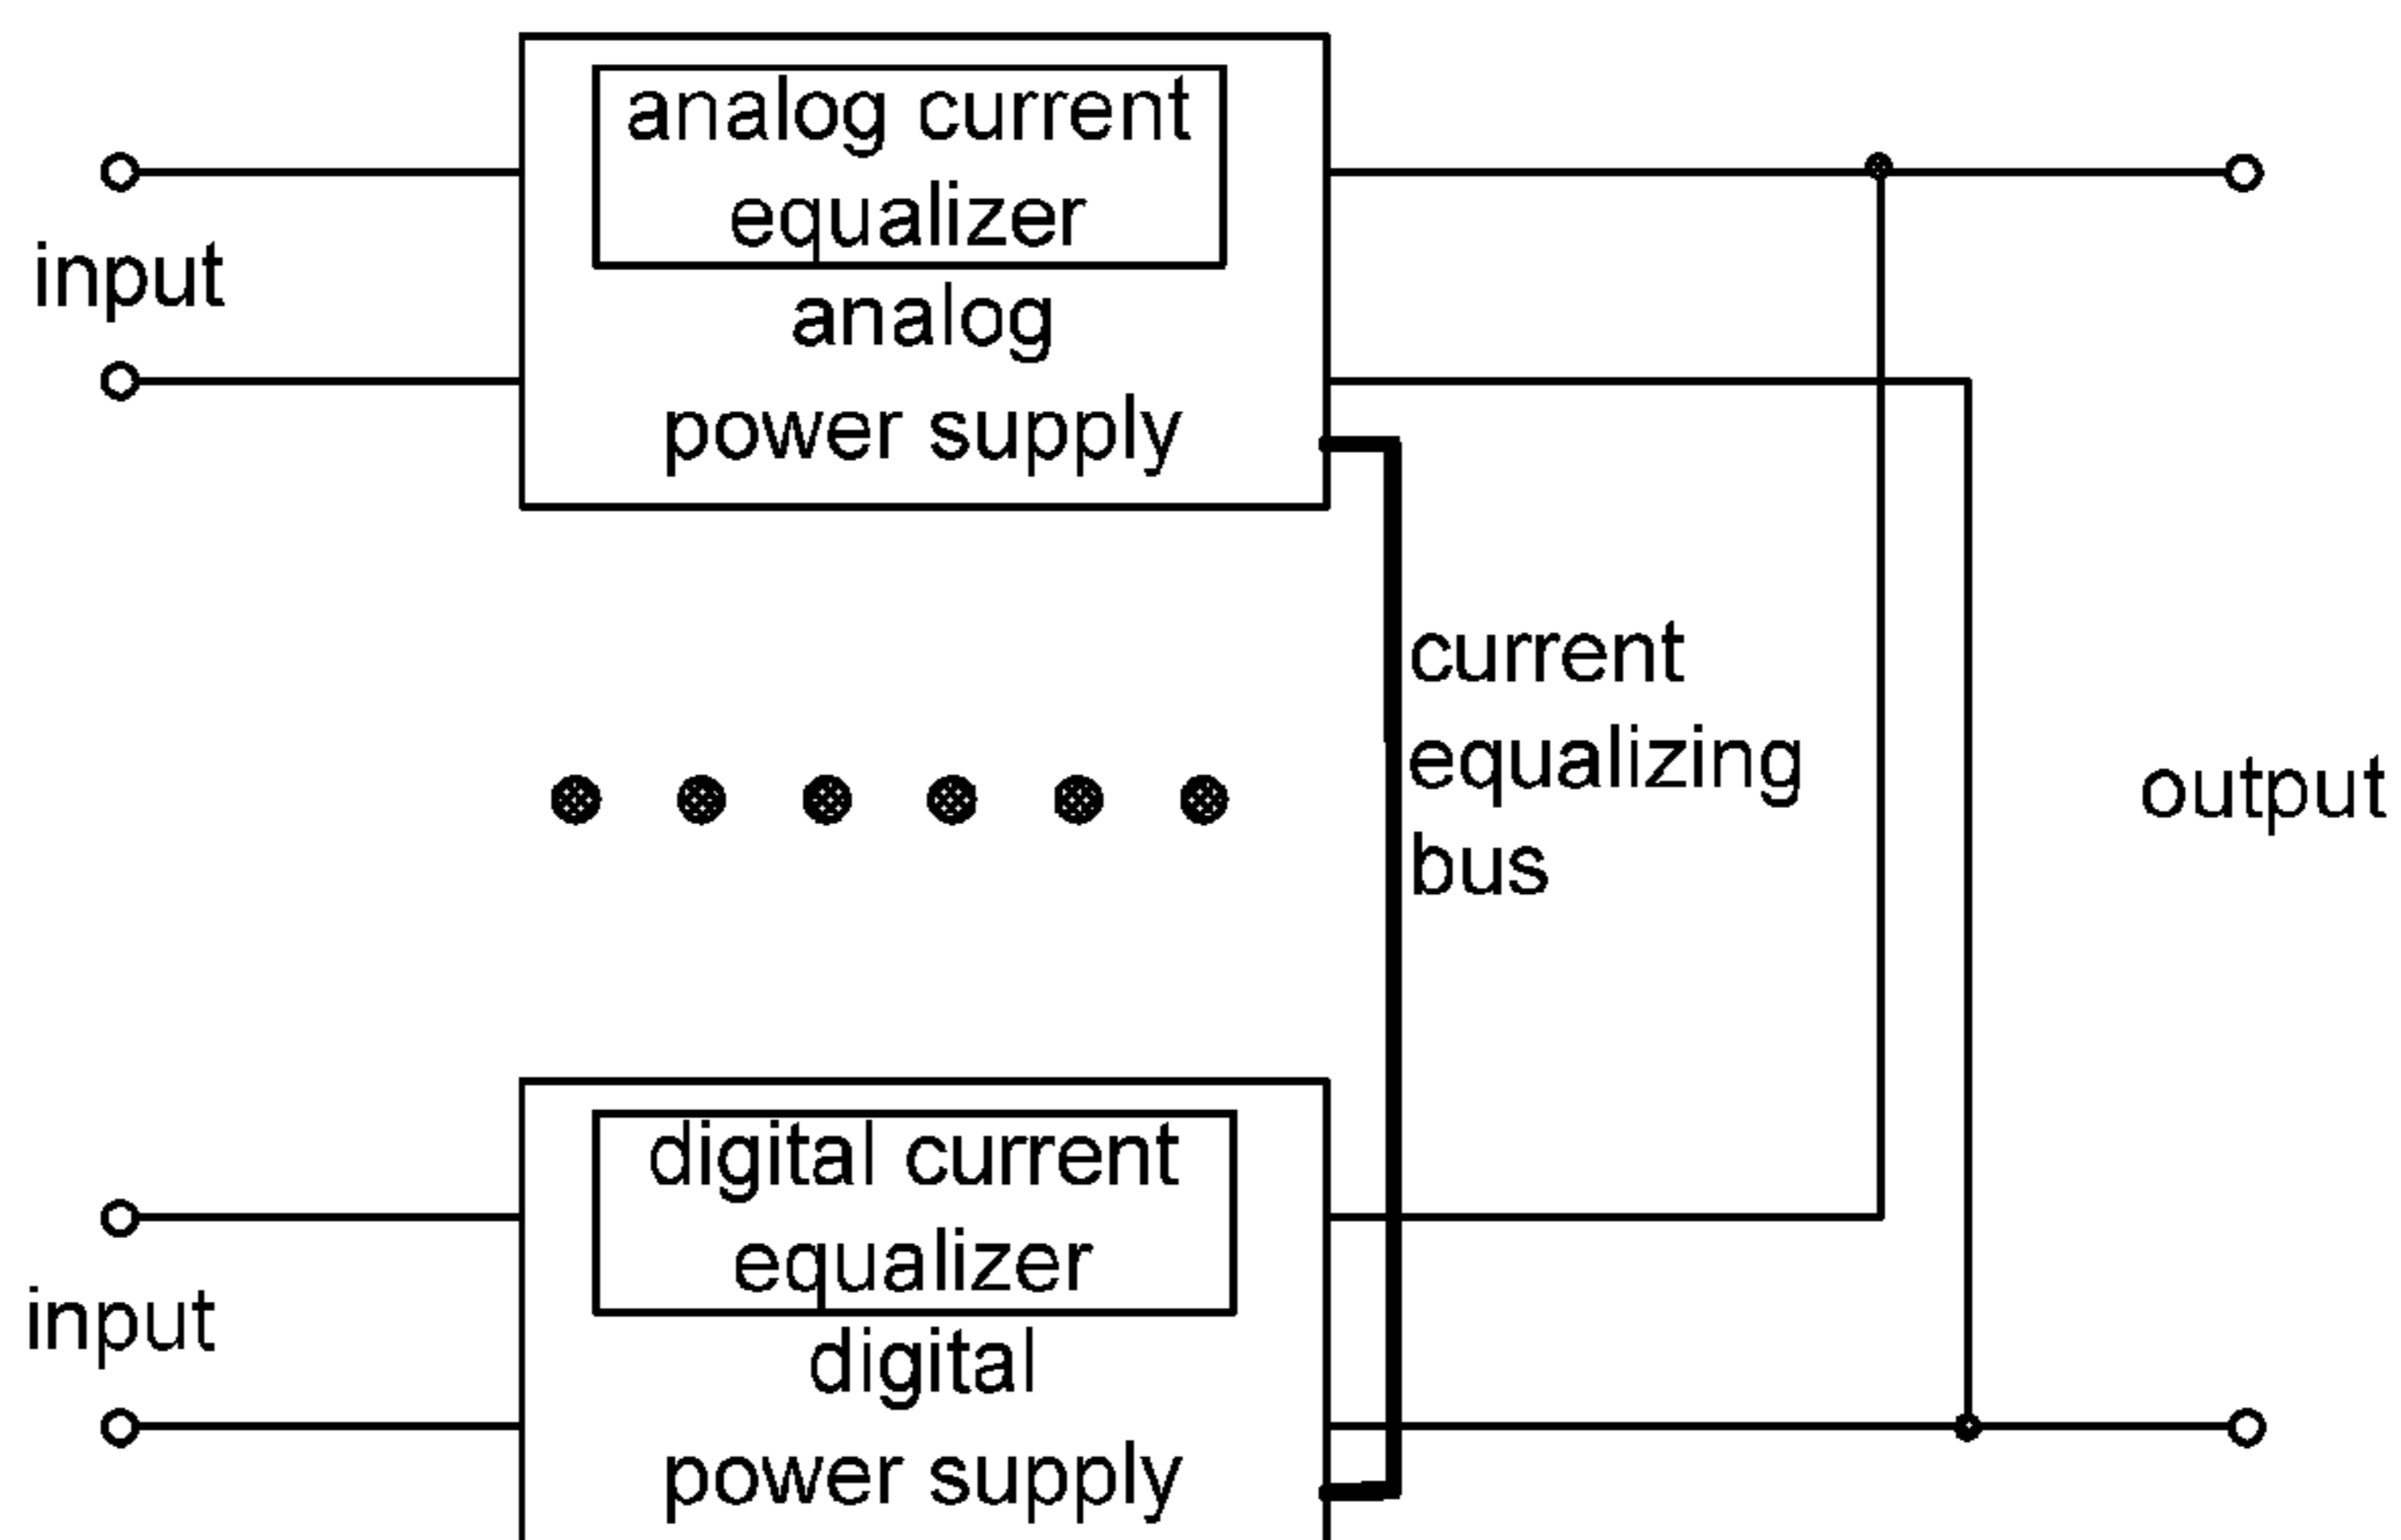 analog current
equalizer
analog
power supply
input
current
equalizing
bus
output
digital current
equalizer
digital
power supply
input